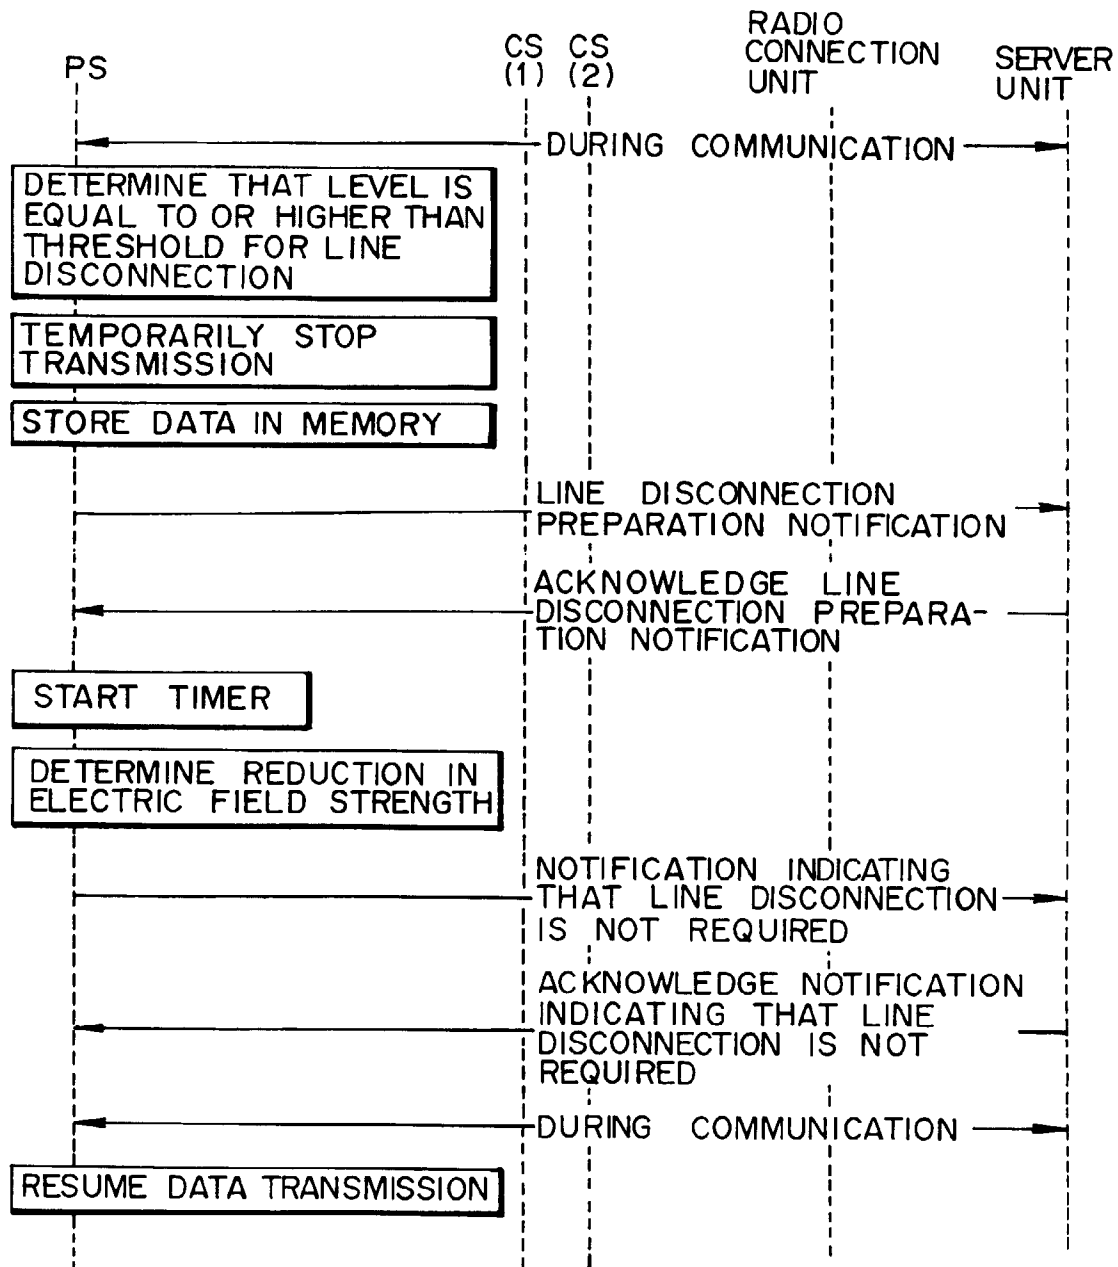 PS
CS
(1)
CS
(2)
RADIO
CONNECTION
UNIT
SERVER
UNIT
DURING COMMUNICATION
DETERMINE THAT LEVEL IS
EQUAL TO OR HIGHER THAN
THRESHOLD FOR LINE
DISCONNECTION
TEMPORARILY STOP
TRANSMISSION
STORE DATA IN MEMORY
LINE DISCONNECTION
PREPARATION NOTIFICATION
ACKNOWLEDGE LINE
DISCONNECTION PREPARA-
TION NOTIFICATION
START TIMER
DETERMINE REDUCTION IN
ELECTRIC FIELD STRENGTH
NOTIFICATION INDICATING
THAT LINE DISCONNECTION
IS NOT REQUIRED
ACKNOWLEDGE NOTIFICATION
INDICATING THAT LINE
DISCONNECTION IS NOT
REQUIRED
DURING COMMUNICATION
RESUME DATA TRANSMISSION